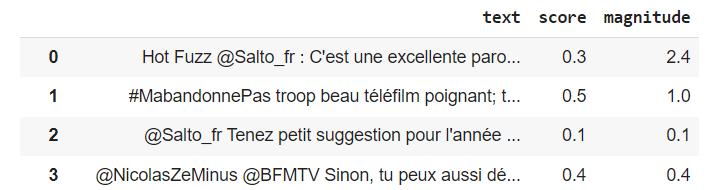 text score magnitude
0 Hot Fuzz @Salto_fr : C'est une excellente paro... 0.3 2.4
1 #MabandonnePas troop beau téléfilm poignant; t... 0.5 1.0
2 @Salto_fr Tenez petit suggestion pour l'année ... 0.1 0.1
3 @NicolasZeMinus @BFMTV Sinon, tu peux aussi dé... 0.4 0.4